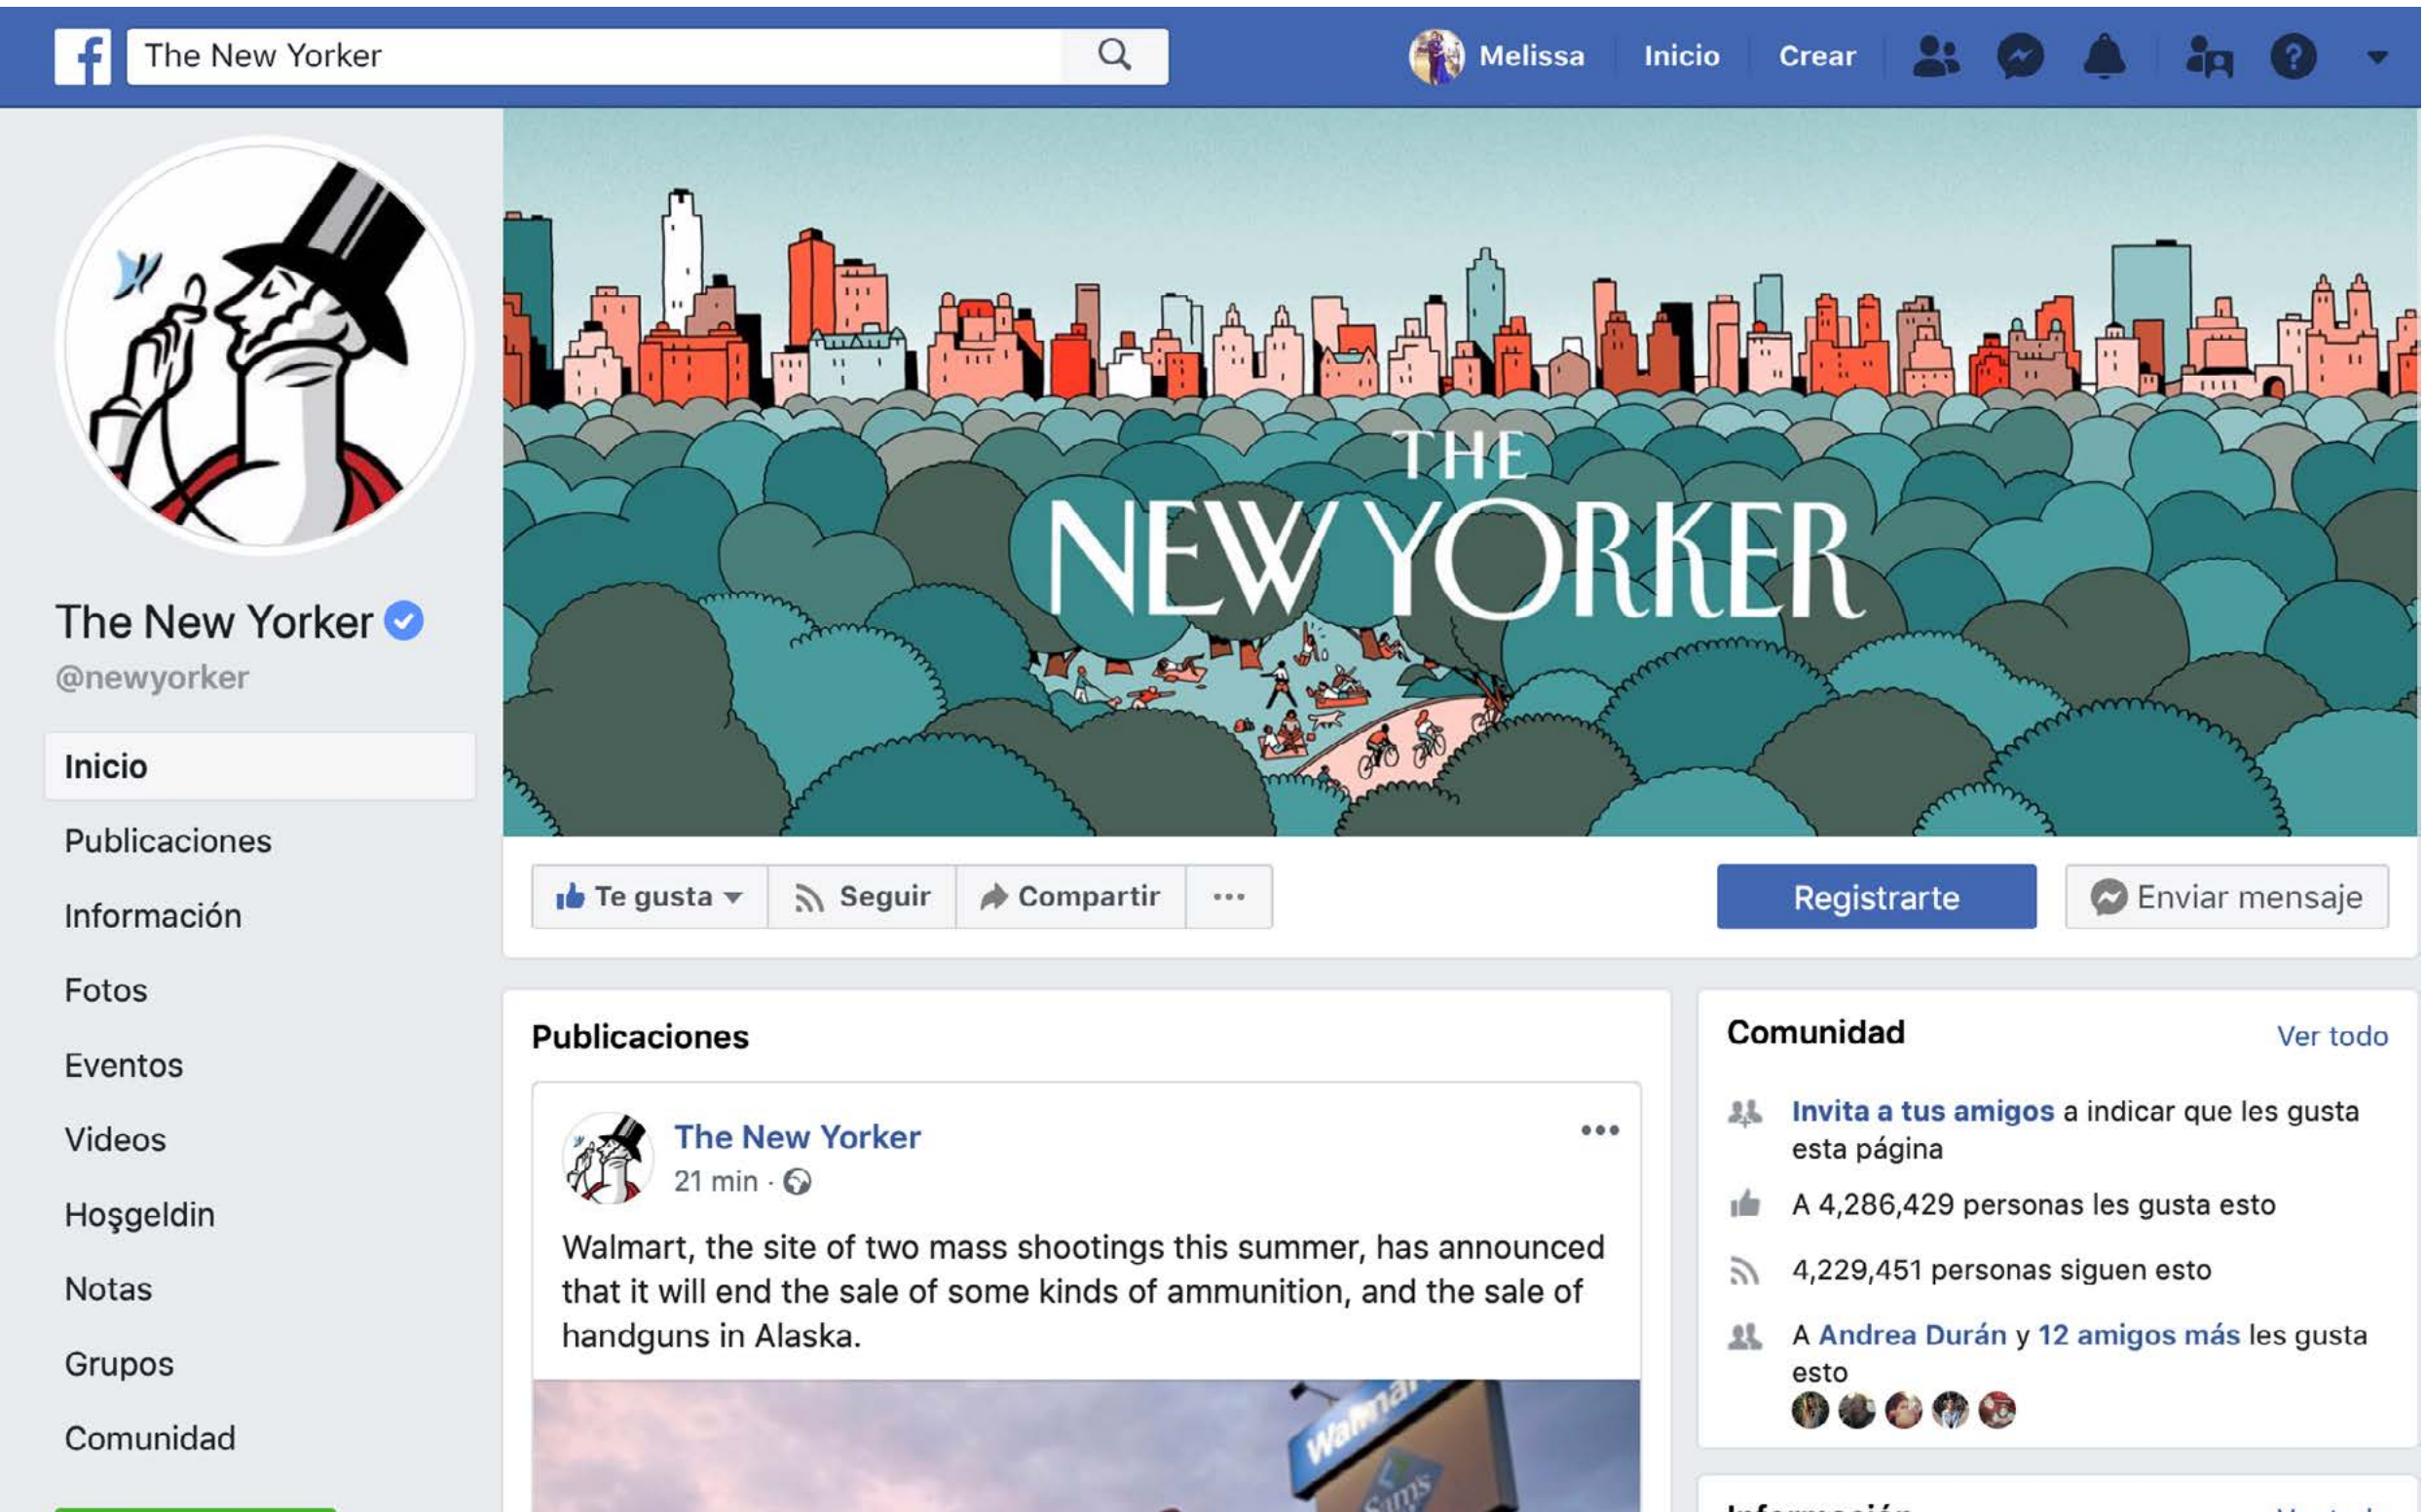 The New Yorker
Melissa
Inicio
Crear
The New Yorker
@newyorker
Inicio
Publicaciones
Información
Fotos
Eventos
Videos
Hoşgeldin
Notas
Grupos
Comunidad
THE
NEW YORKER
Te gusta
Seguir
Compartir
Registrarte
Enviar mensaje
Publicaciones
The New Yorker
21 min ·
Walmart, the site of two mass shootings this summer, has announced
that it will end the sale of some kinds of ammunition, and the sale of
handguns in Alaska.
Walmar
Sam's
Comunidad
Ver todo
Invita a tus amigos a indicar que les gusta
esta página
A 4,286,429 personas les gusta esto
4,229,451 personas siguen esto
A Andrea Durán y 12 amigos más les gusta
esto